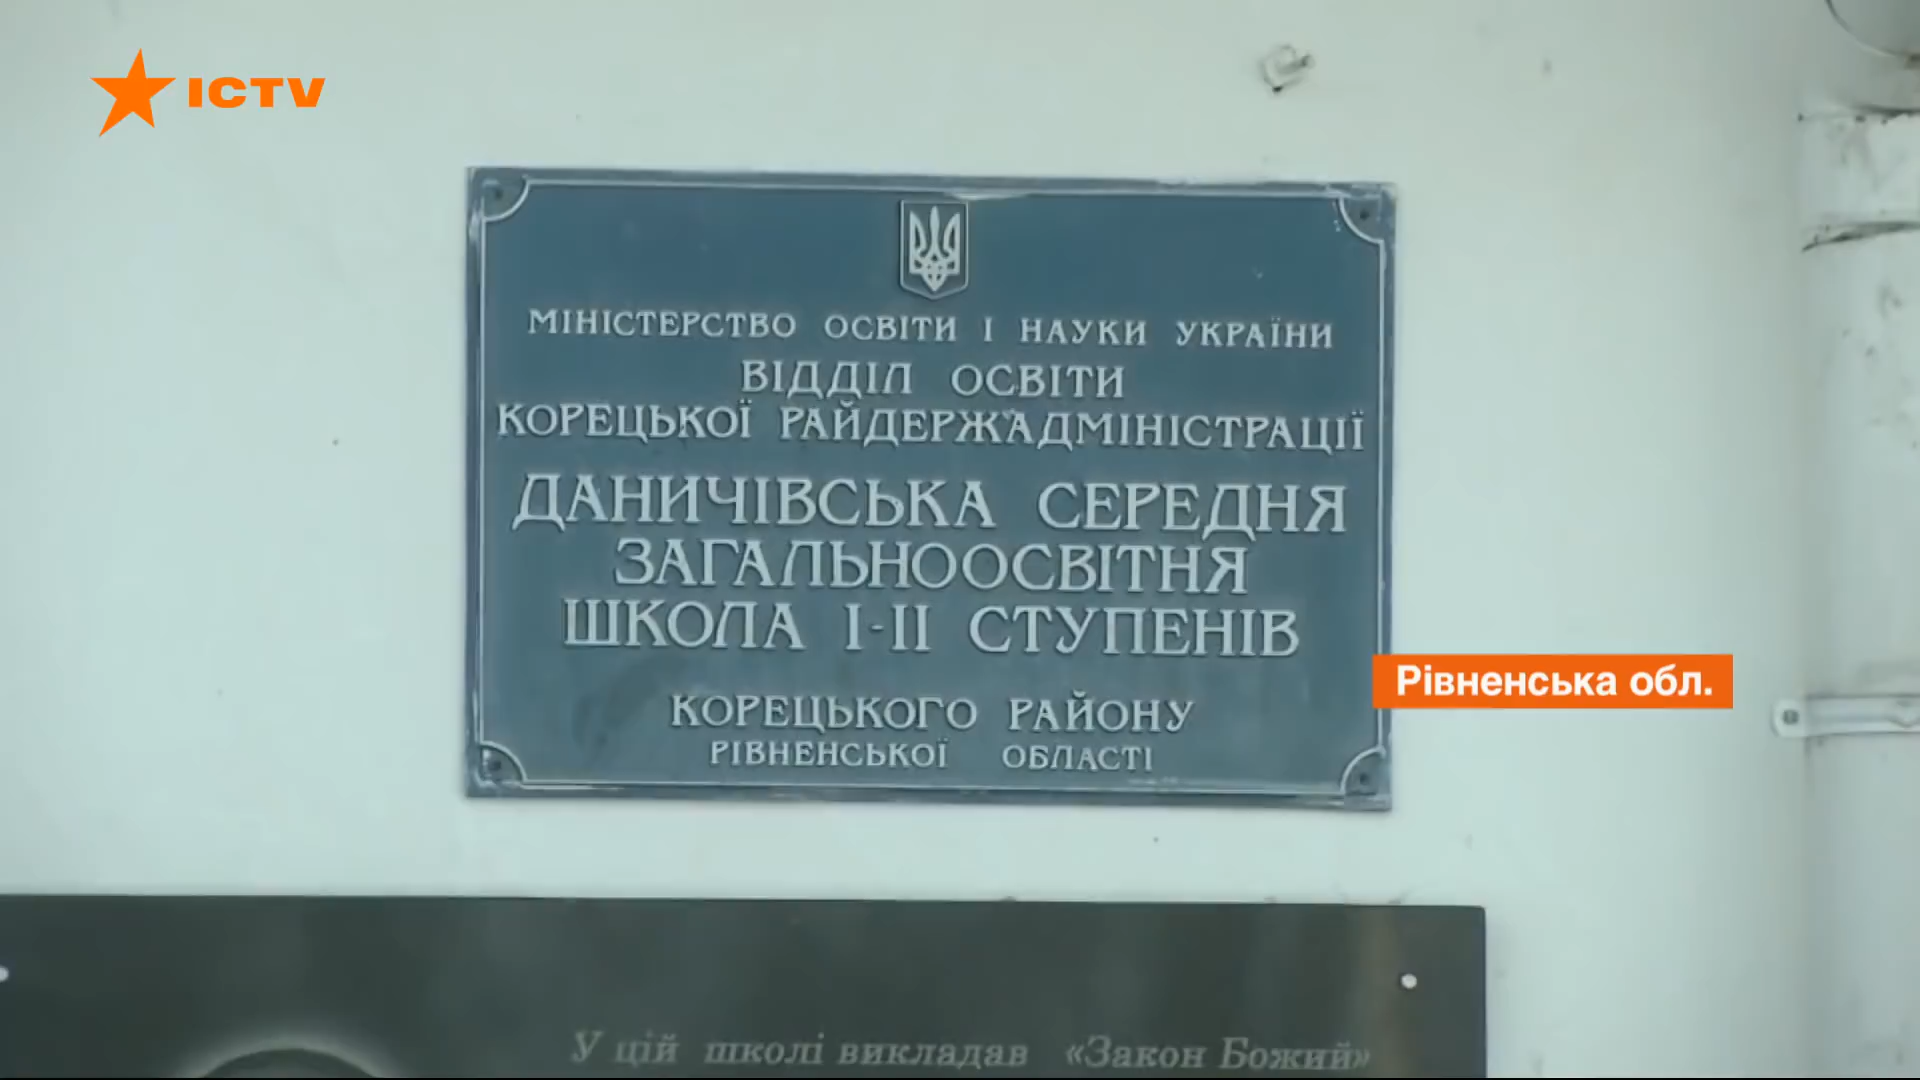 ICTV
МІНІСТЕРСТВО ОСВІТИ І НАУКИ УКРАЇНИ
ВІДДІЛ ОСВІТИ
КОРЕЦЬКОЇ РАЙДЕРЖАДМІНІСТРАЦІЇ
ДАНИЧІВСЬКА СЕРЕДНЯ
ЗАГАЛЬНООСВІТНЯ
ШКОЛА І-ІІ СТУПЕНІВ
Рівненська обл.
КОРЕЦЬКОГО РАЙОНУ
РІВНЕНСЬКОЇ ОБЛАСТІ
У цій школі викладав «Закон Божий»